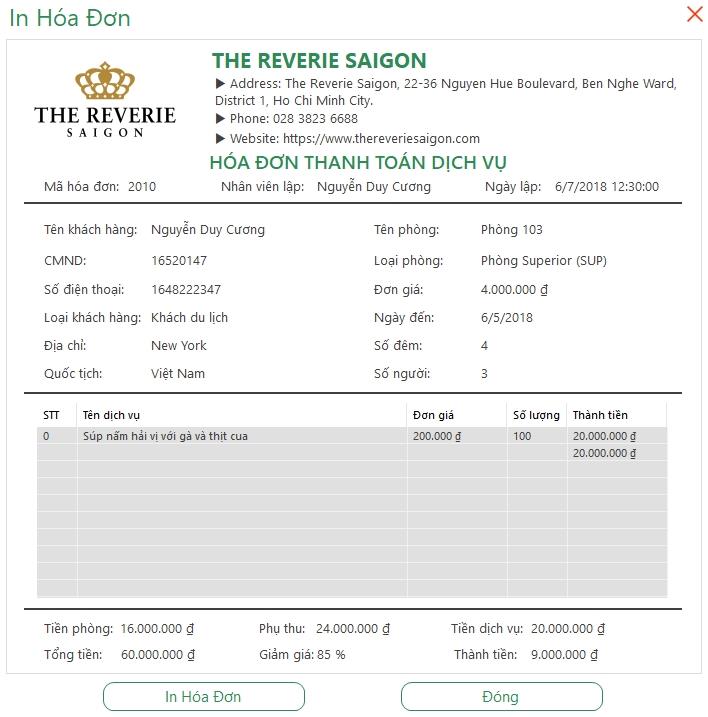 In Hóa Đơn
THE REVERIE
SAIGON
THE REVERIE SAIGON
▶ Address: The Reverie Saigon, 22-36 Nguyen Hue Boulevard, Ben Nghe Ward,
District 1, Ho Chi Minh City.
▶ Phone: 028 3823 6688
▶ Website: https://www.thereveriesaigon.com
HÓA ĐƠN THANH TOÁN DỊCH VỤ
Mã hóa đơn: 2010 Nhân viên lập: Nguyễn Duy Cương Ngày lập: 6/7/2018 12:30:00
Tên khách hàng: Nguyễn Duy Cương Tên phòng: Phòng 103
CMND: 16520147 Loại phòng: Phòng Superior (SUP)
Số điện thoại: 1648222347 Đơn giá: 4.000.000 ₫
Loại khách hàng: Khách du lịch Ngày đến: 6/5/2018
Địa chỉ: New York Số đêm: 4
Quốc tịch: Việt Nam Số người: 3
STT Tên dịch vụ Đơn giá Số lượng Thành tiền
0 Súp nấm hải vị với gà và thịt cua 200.000 ₫ 100 20.000.000 ₫
20.000.000 ₫
Tiền phòng: 16.000.000 ₫ Phụ thu: 24.000.000 ₫ Tiền dịch vụ: 20.000.000 ₫
Tổng tiền: 60.000.000 ₫ Giảm giá: 85 % Thành tiền: 9.000.000 ₫
In Hóa Đơn Đóng